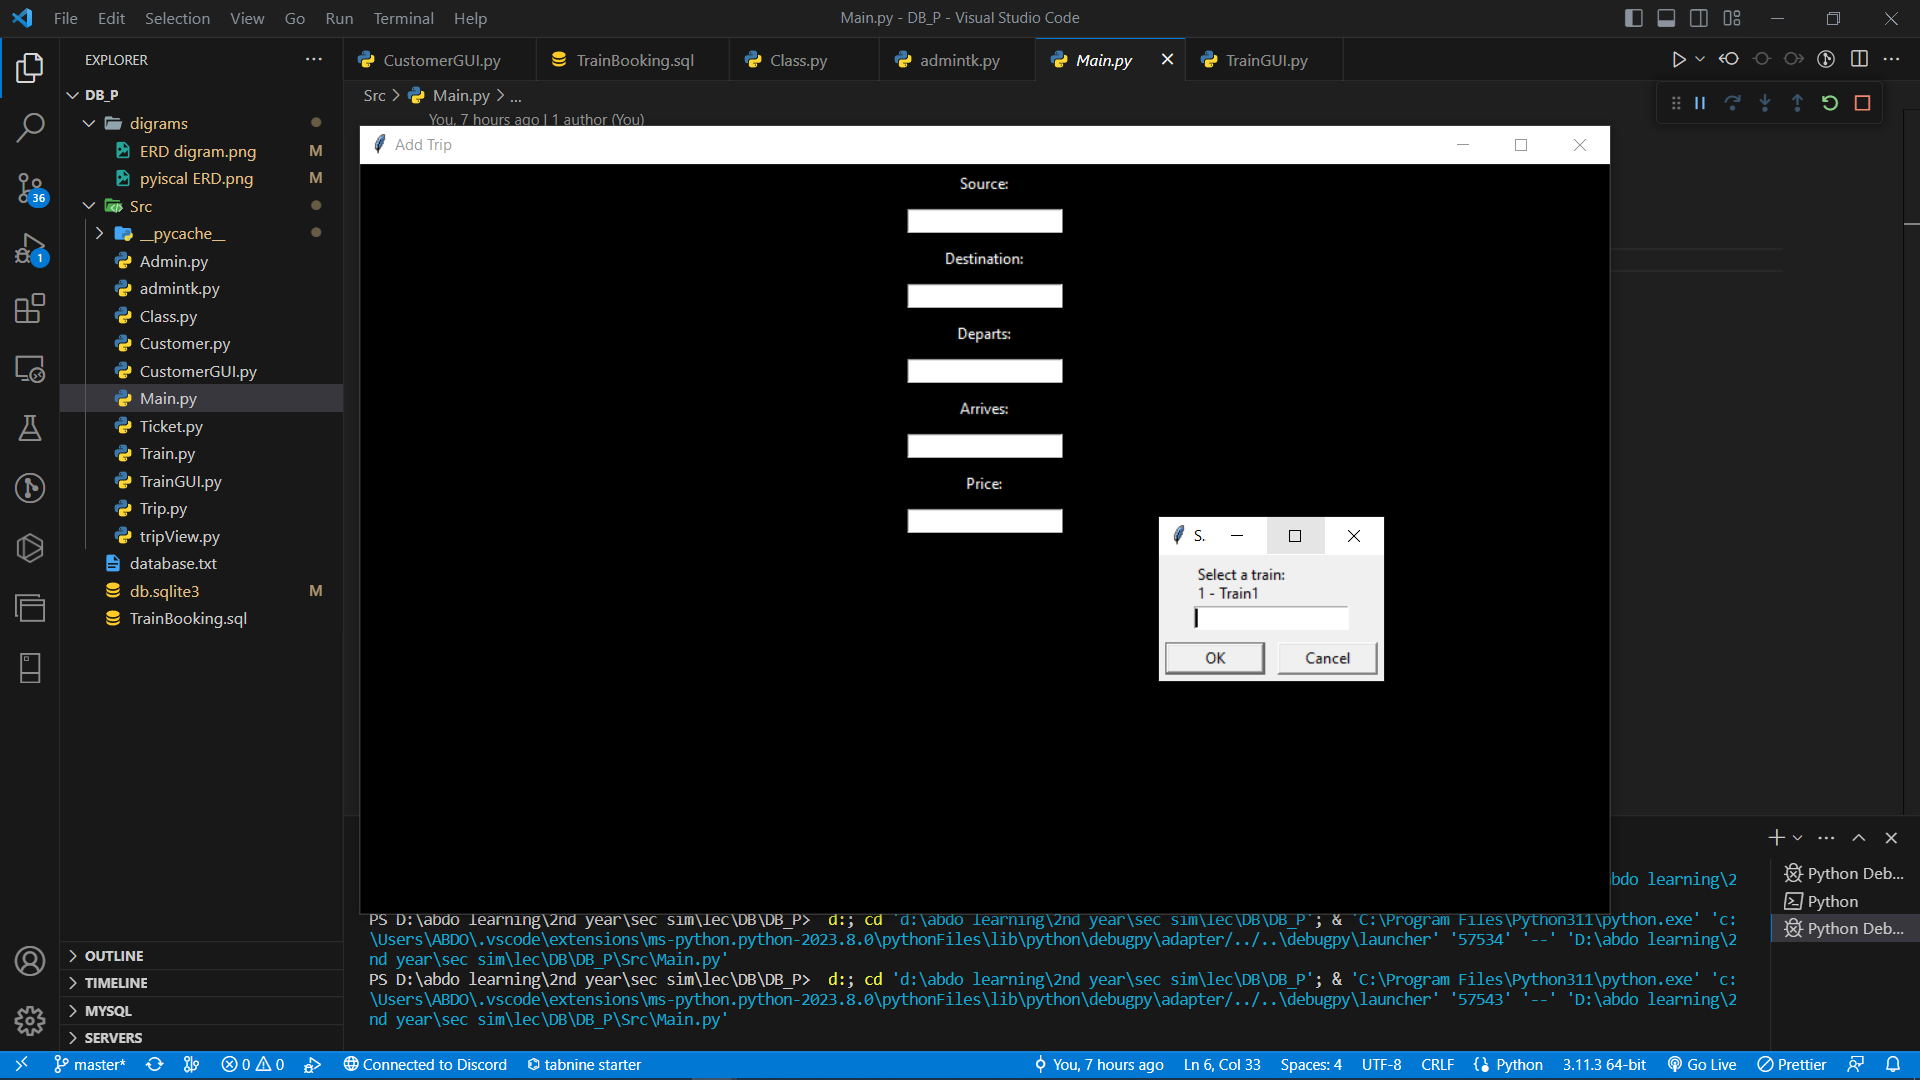 File Edit Selection View Go Run Terminal Help
Main.py - DB_P - Visual Studio Code
EXPLORER
CustomerGUI.py
TrainBooking.sql
Class.py
admintk.py
Main.py
TrainGUI.py
DB_P
Src > Main.py > ...
You, 7 hours ago | 1 author (You)
digrams
ERD digram.png M
pyiscal ERD.png M
Src
__pycache__
Admin.py
admintk.py
Class.py
Customer.py
CustomerGUI.py
Main.py
Ticket.py
Train.py
TrainGUI.py
Trip.py
tripView.py
database.txt
db.sqlite3 M
TrainBooking.sql
36
1
Add Trip
Source:
Destination:
Departs:
Arrives:
Price:
S.
Select a train:
1 - Train1
OK Cancel
bdo learning\2
PS D:\abdo learning\2nd year\sec sim\lec\DB\DB_P> d:; cd 'd:\abdo learning\2nd year\sec sim\lec\DB\DB_P'; & 'C:\Program Files\Python311\python.exe' 'c:
\Users\ABDO\.vscode\extensions\ms-python.python-2023.8.0\pythonFiles\lib\python\debugpy\adapter/../..\debugpy\launcher' '57534' '--' 'D:\abdo learning\2
nd year\sec sim\lec\DB\DB_P\Src\Main.py'
PS D:\abdo learning\2nd year\sec sim\lec\DB\DB_P> d:; cd 'd:\abdo learning\2nd year\sec sim\lec\DB\DB_P'; & 'C:\Program Files\Python311\python.exe' 'c:
\Users\ABDO\.vscode\extensions\ms-python.python-2023.8.0\pythonFiles\lib\python\debugpy\adapter/../..\debugpy\launcher' '57543' '--' 'D:\abdo learning\2
nd year\sec sim\lec\DB\DB_P\Src\Main.py'
Python Deb...
Python
Python Deb...
OUTLINE
TIMELINE
MYSQL
SERVERS
master* 0 0 Connected to Discord tabnine starter You, 7 hours ago Ln 6, Col 33 Spaces: 4 UTF-8 CRLF Python 3.11.3 64-bit Go Live Prettier